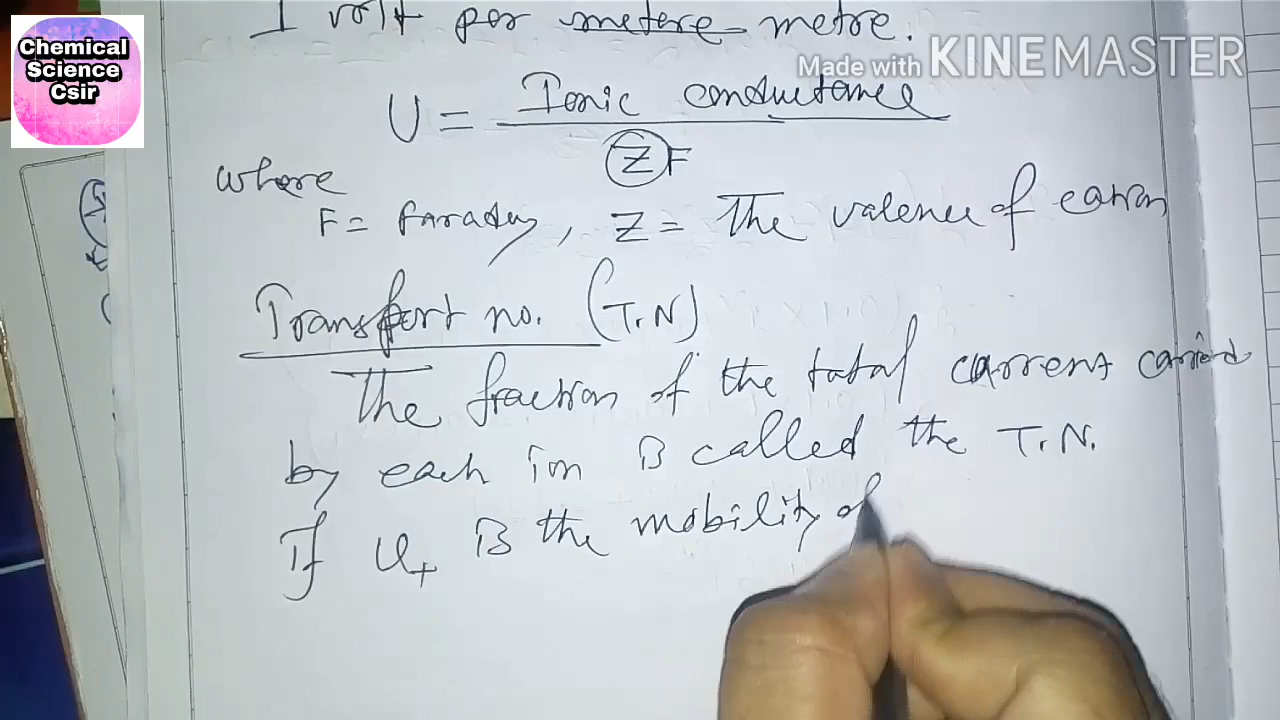 1 volt per metere metre.
Chemical
Science
Csir
Made with KINEMASTER
U = Ionic conductance
ZF
where
F = faraday, Z = The valence of cation
Transport no. (T.N)
The fraction of the total current carried
by each ion is called the T.N.
If U+ is the mobility of